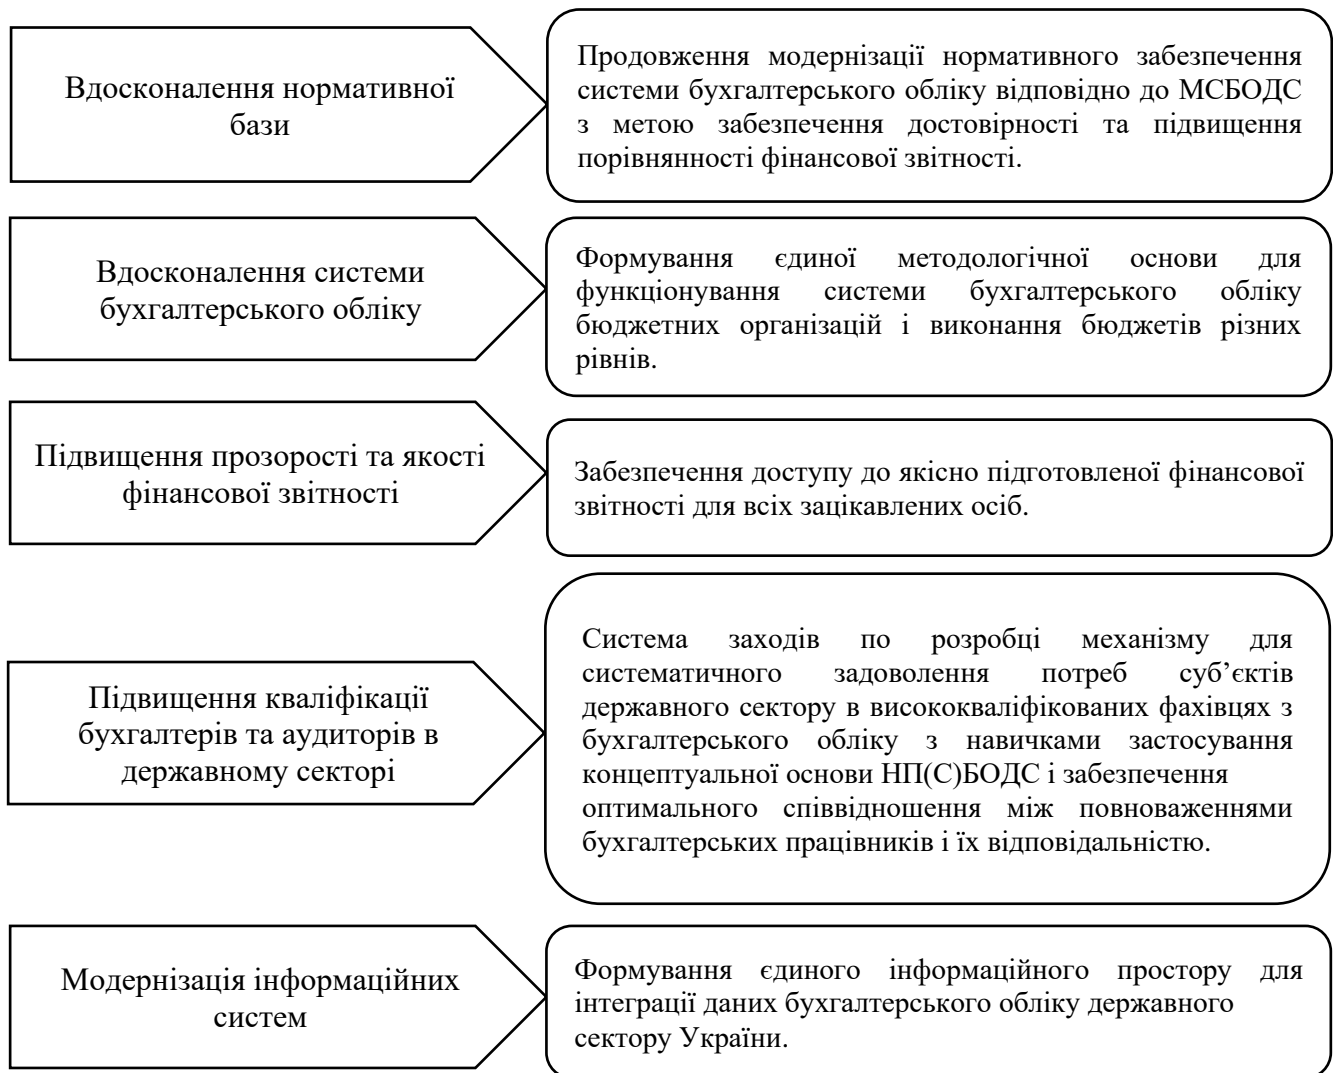 Вдосконалення нормативної
бази
Продовження модернізації нормативного забезпечення
системи бухгалтерського обліку відповідно до МСБОДС
з метою забезпечення достовірності та підвищення
порівнянності фінансової звітності.
Вдосконалення системи
бухгалтерського обліку
Формування єдиної методологічної основи для
функціонування системи бухгалтерського обліку
бюджетних організацій і виконання бюджетів різних
рівнів.
Підвищення прозорості та якості
фінансової звітності
Забезпечення доступу до якісно підготовленої фінансової
звітності для всіх зацікавлених осіб.
Підвищення кваліфікації
бухгалтерів та аудиторів в
державному секторі
Система заходів по розробці механізму для
систематичного задоволення потреб суб’єктів
державного сектору в висококваліфікованих фахівцях з
бухгалтерського обліку з навичками застосування
концептуальної основи НП(С)БОДС і забезпечення
оптимального співвідношення між повноваженнями
бухгалтерських працівників і їх відповідальністю.
Модернізація інформаційних
систем
Формування єдиного інформаційного простору для
інтеграції даних бухгалтерського обліку державного
сектору України.